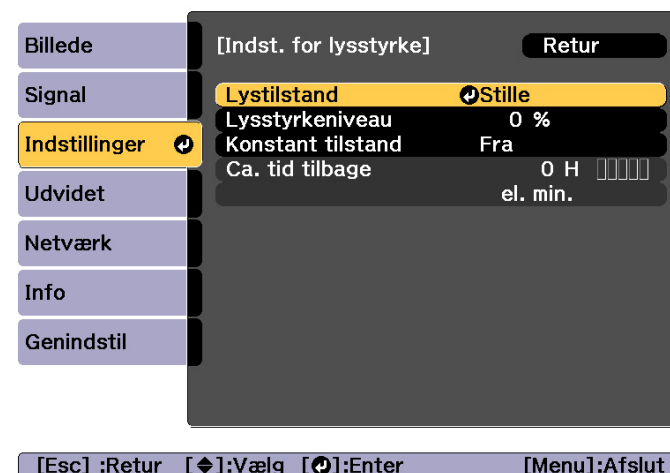 Billede
Signal
Indstillinger
Udvidet
Netværk
Info
Genindstil
[Indst. for lysstyrke] Retur
Lystilstand Stille
Lysstyrkeniveau 0 %
Konstant tilstand Fra
Ca. tid tilbage 0 H
el. min.
[Esc] :Retur [ ]:Vælg [ ]:Enter [Menu]:Afslut